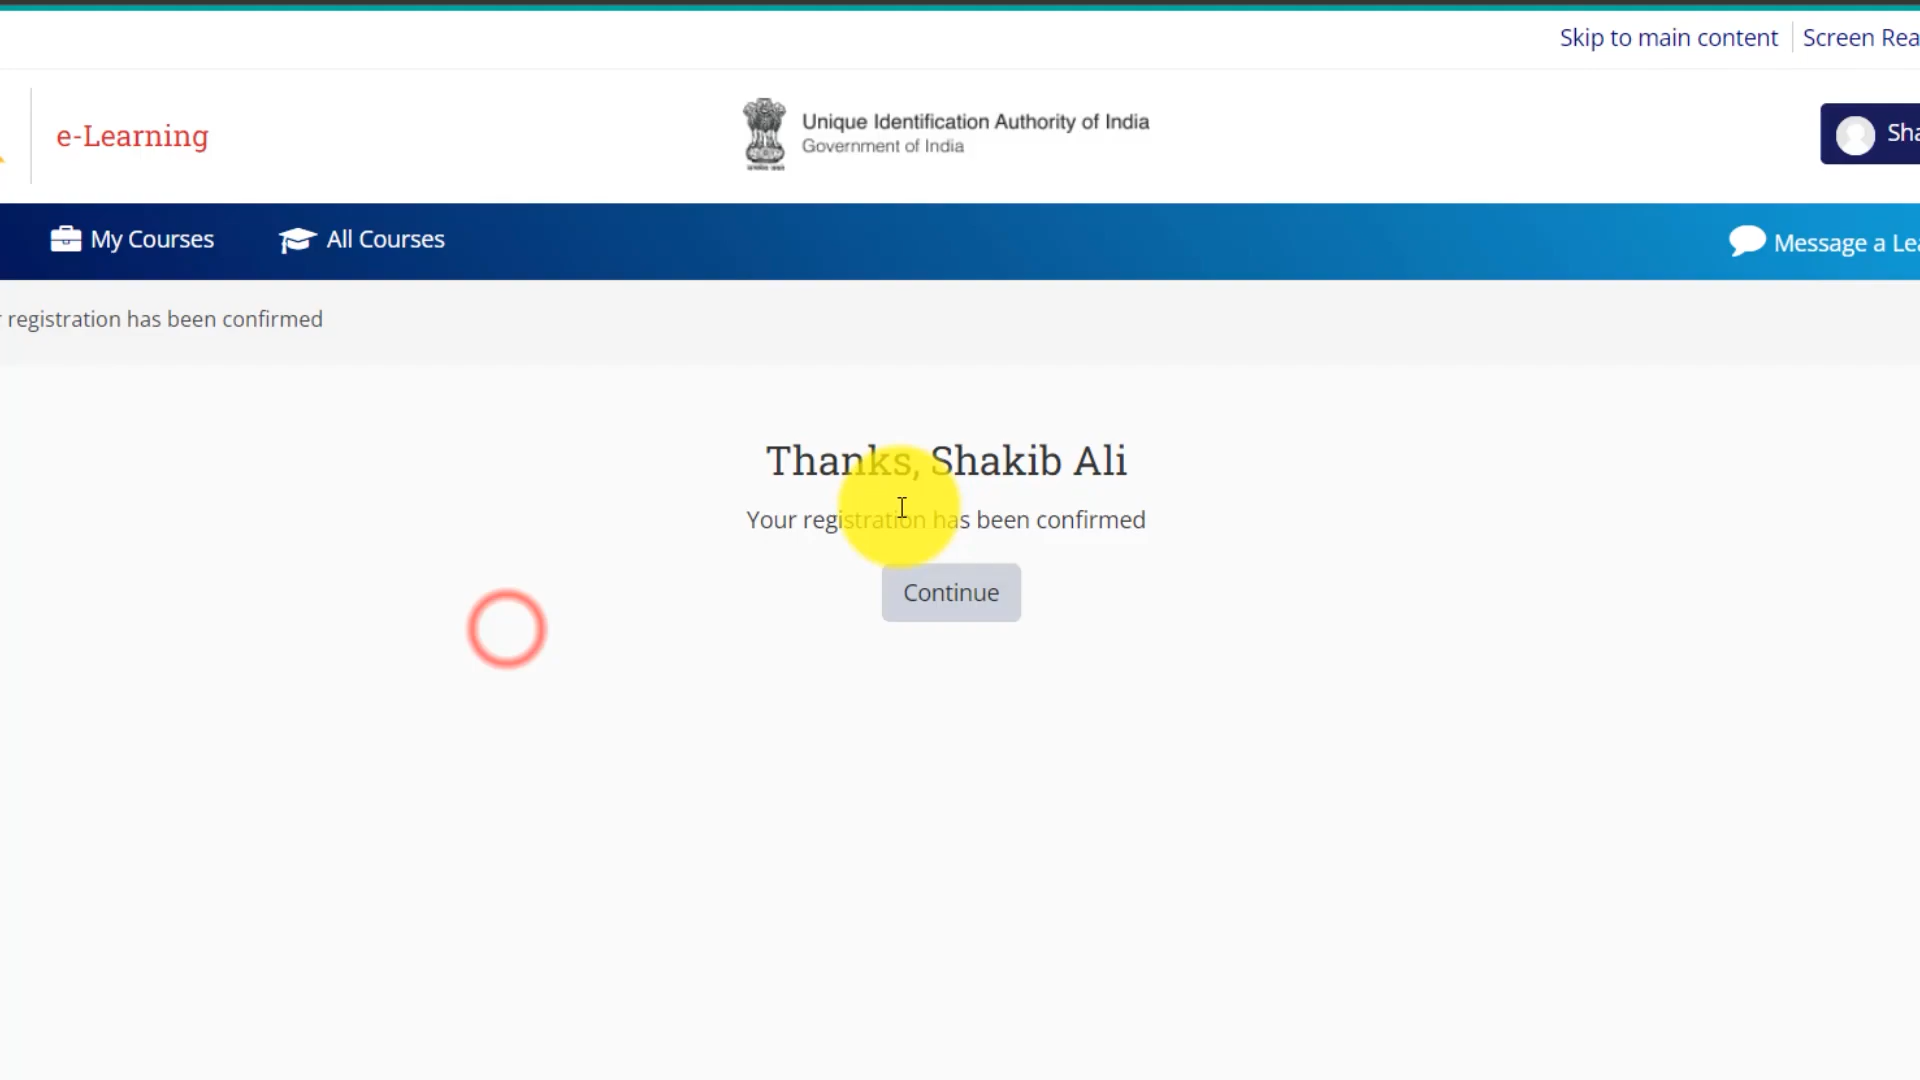 Skip to main content
Screen Rea
e-Learning
Unique Identification Authority of India
Government of India
Sha
My Courses
All Courses
Message a Lea
registration has been confirmed
Thanks, Shakib Ali
Your registration has been confirmed
Continue